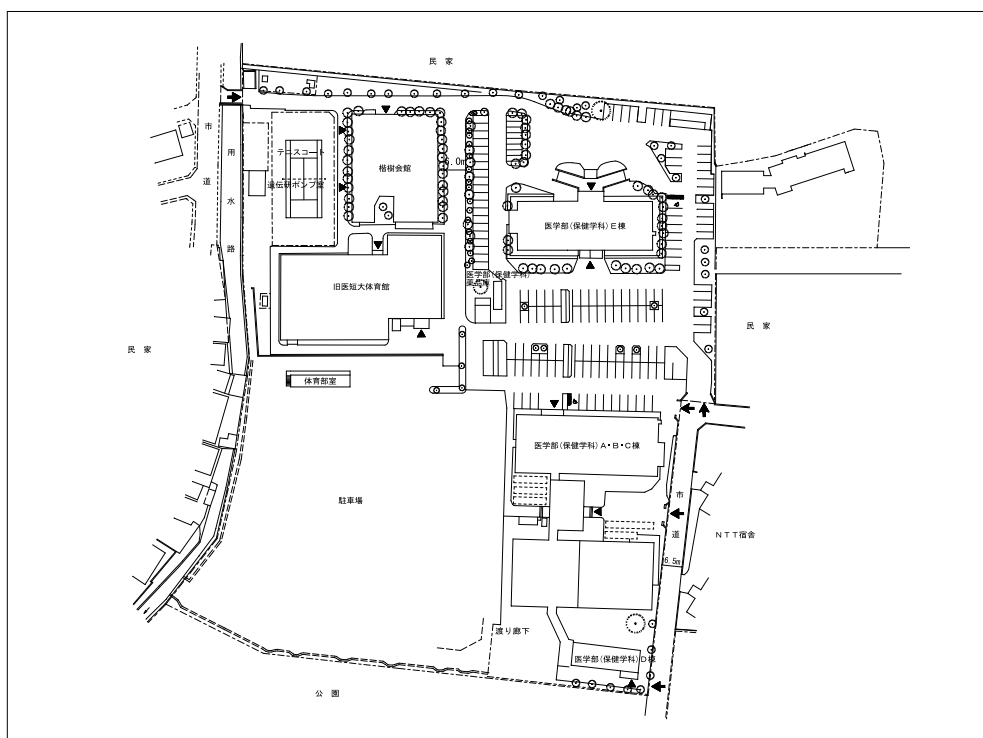 民 家
市
道
用
水
路
テニスコート
遺伝研ポンプ室
楷樹会館
6.0m
医学部(保健学科)E棟
旧医短大体育館
医学部(保健学科)
薬品庫
民 家
民 家
体育部室
医学部(保健学科)A・B・C棟
駐車場
市
道
NTT宿舎
6.5m
渡り廊下
医学部(保健学科)D棟
公 園